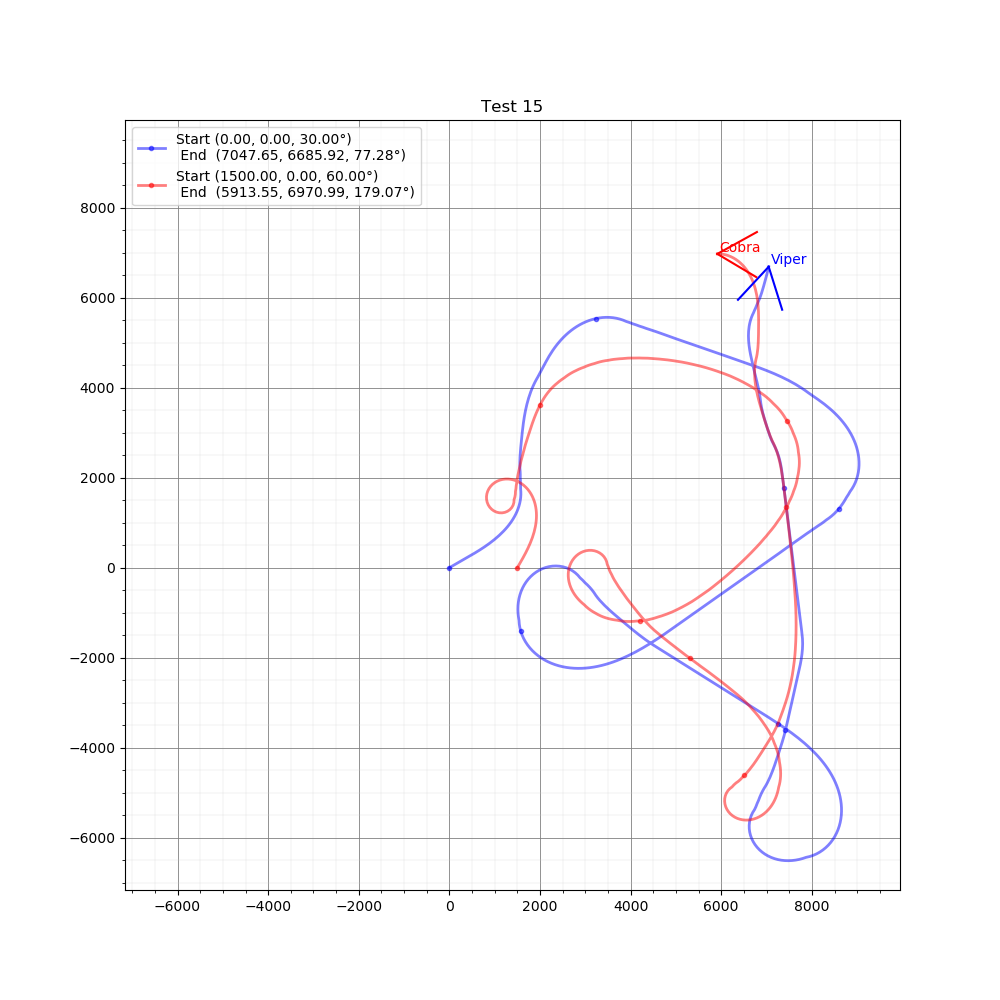 Test 15
Start (0.00, 0.00, 30.00°)
End (7047.65, 6685.92, 77.28°)
Start (1500.00, 0.00, 60.00°)
End (5913.55, 6970.99, 179.07°)
Cobra
Viper
8000
6000
4000
2000
0
−2000
−4000
−6000
−6000 −4000 −2000 0 2000 4000 6000 8000